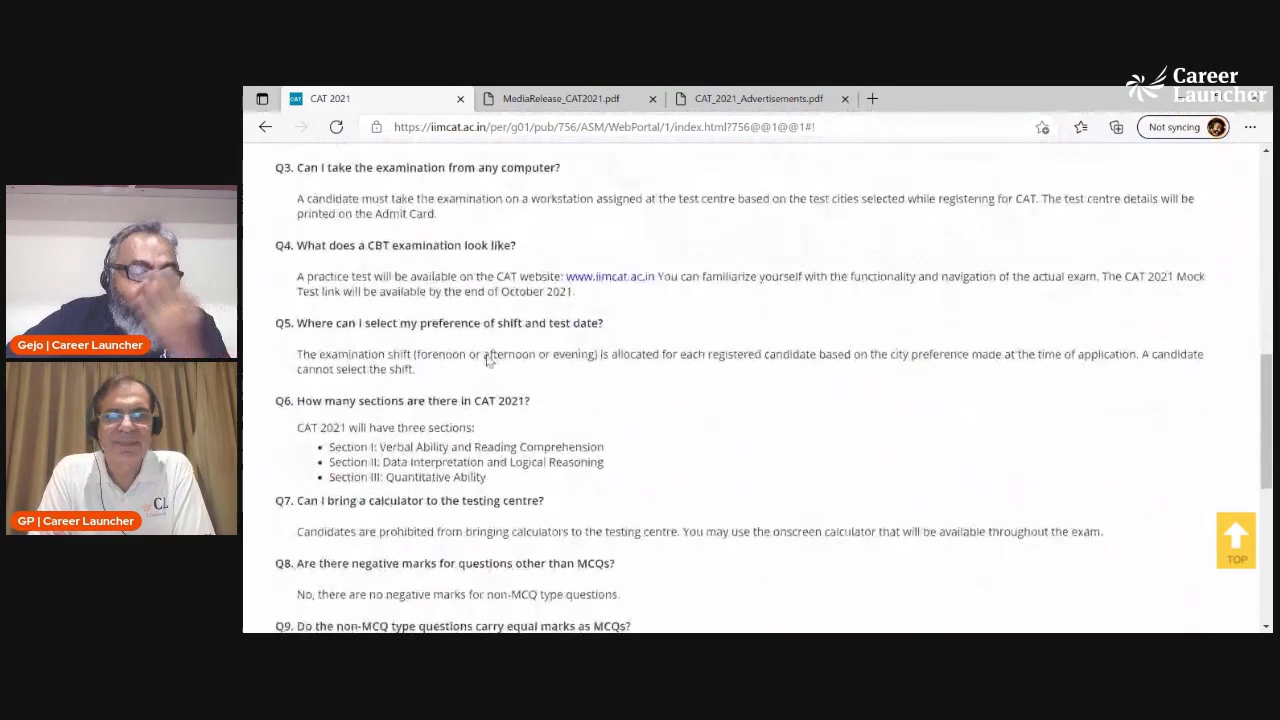 Career
Launcher
CAT 2021
MediaRelease_CAT2021.pdf
CAT_2021_Advertisements.pdf
https://iimcat.ac.in/per/g01/pub/756/ASM/WebPortal/1/index.html?756@@1@@1#!
Not syncing
Q3. Can I take the examination from any computer?
A candidate must take the examination on a workstation assigned at the test centre based on the test cities selected while registering for CAT. The test centre details will be
printed on the Admit Card.
Q4. What does a CBT examination look like?
A practice test will be available on the CAT website: www.iimcat.ac.in You can familiarize yourself with the functionality and navigation of the actual exam. The CAT 2021 Mock
Test link will be available by the end of October 2021.
Q5. Where can I select my preference of shift and test date?
The examination shift (forenoon or afternoon or evening) is allocated for each registered candidate based on the city preference made at the time of application. A candidate
cannot select the shift.
Q6. How many sections are there in CAT 2021?
CAT 2021 will have three sections:
• Section I: Verbal Ability and Reading Comprehension
• Section II: Data Interpretation and Logical Reasoning
• Section III: Quantitative Ability
Q7. Can I bring a calculator to the testing centre?
Candidates are prohibited from bringing calculators to the testing centre. You may use the onscreen calculator that will be available throughout the exam.
Q8. Are there negative marks for questions other than MCQs?
No, there are no negative marks for non-MCQ type questions.
Q9. Do the non-MCQ type questions carry equal marks as MCQs?
TOP
Gejo | Career Launcher
CL
GP | Career Launcher